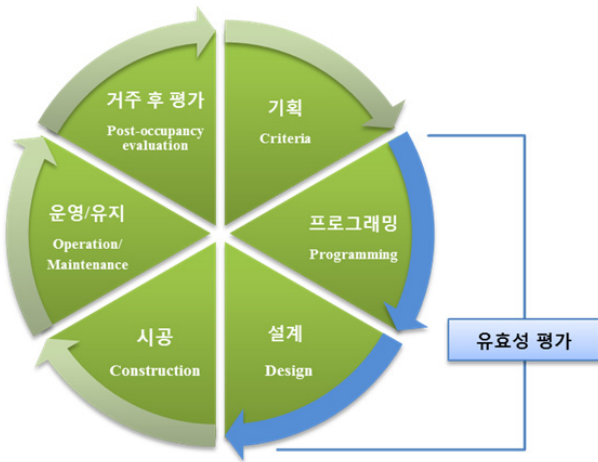 거주 후 평가
Post-occupancy
evaluation
기획
Criteria
운영/유지
Operation/
Maintenance
프로그래밍
Programming
시공
Construction
설계
Design
유효성 평가